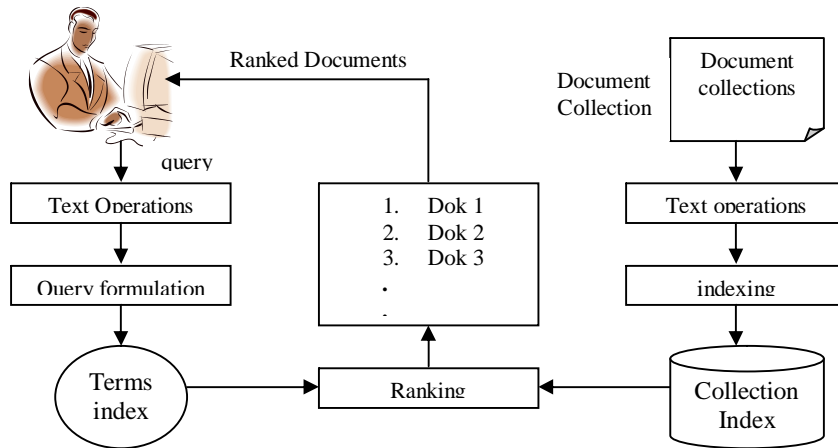 Ranked Documents
Document
Collection
Document
collections
query
Text Operations
Query formulation
Terms
index
1. Dok 1
2. Dok 2
3. Dok 3
.
.
Ranking
Text operations
indexing
Collection
Index